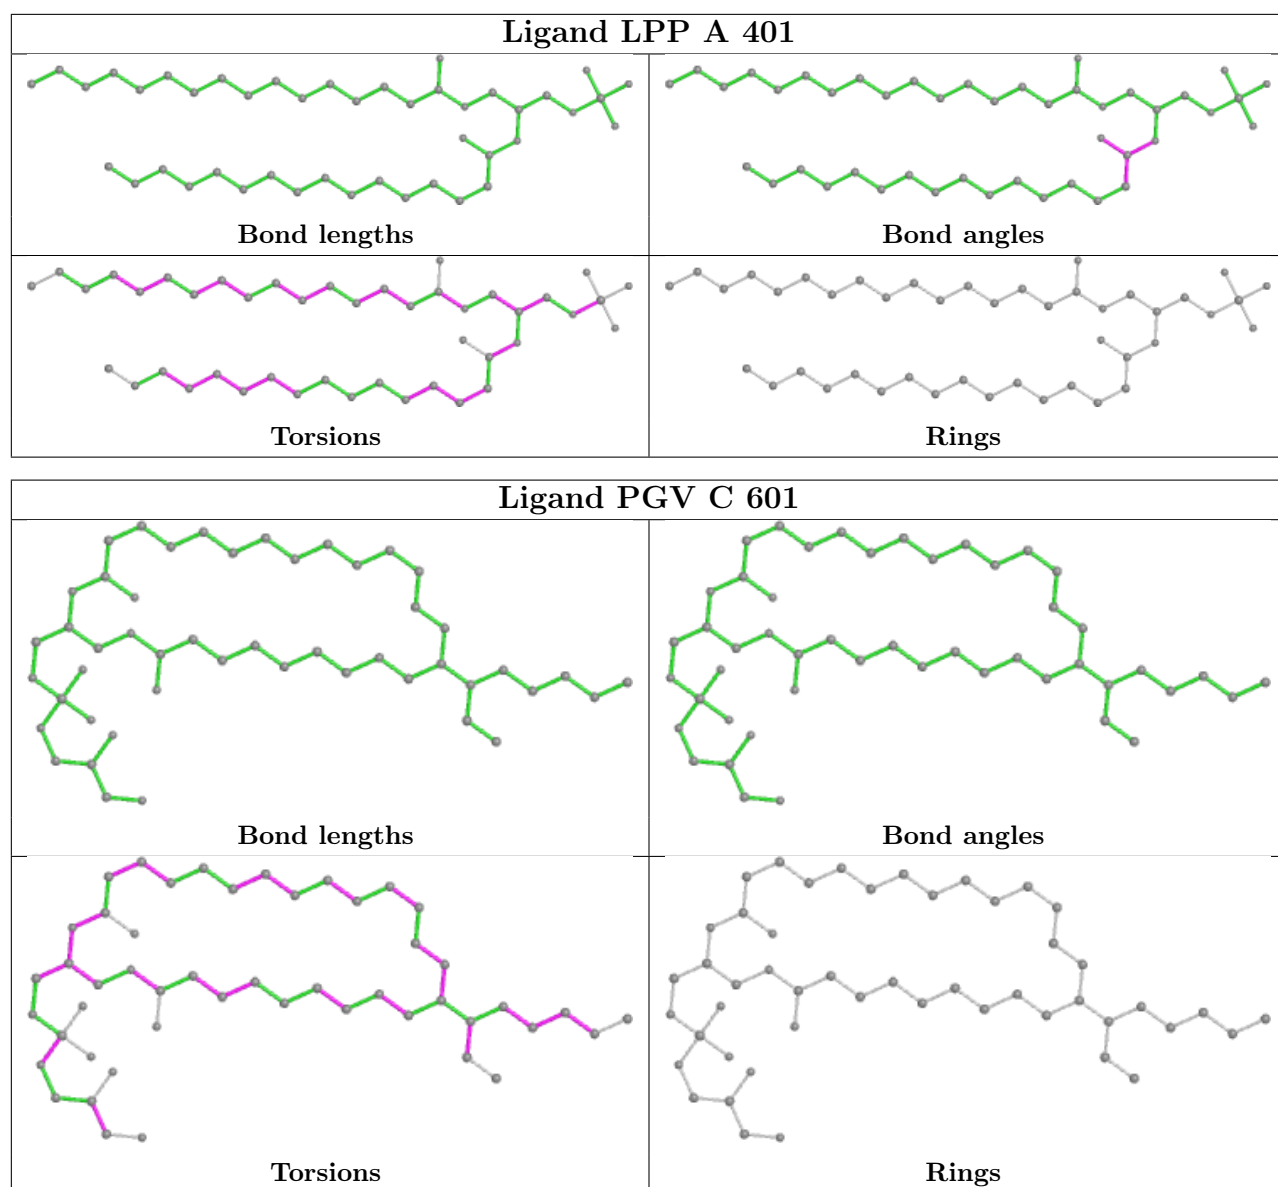 Ligand LPP A 401
Bond lengths
Bond angles
Torsions
Rings
Ligand PGV C 601
Bond lengths
Bond angles
Torsions
Rings